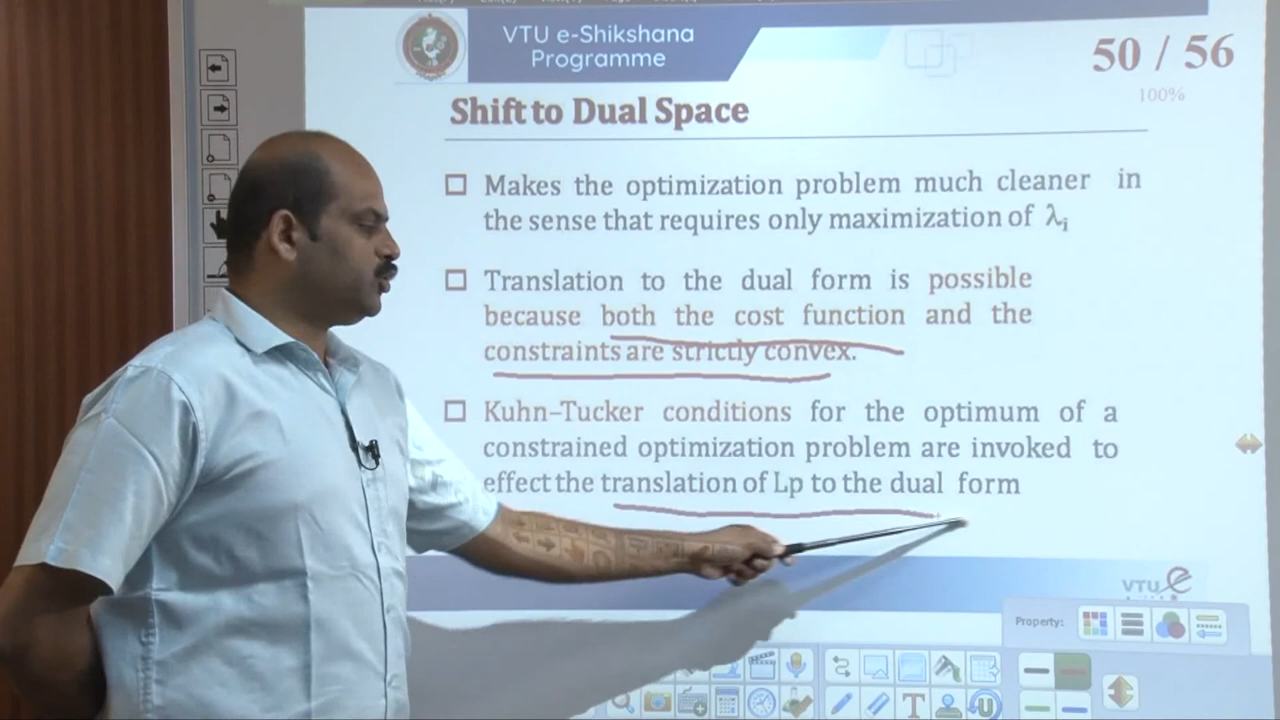 VTU e-Shikshana
Programme
50 / 56
100%
Shift to Dual Space
Makes the optimization problem much cleaner in
the sense that requires only maximization of λi
Translation to the dual form is possible
because both the cost function and the
constraints are strictly convex.
Kuhn–Tucker conditions for the optimum of a
constrained optimization problem are invoked to
effect the translation of Lp to the dual form
VTU e
Property:
T
U